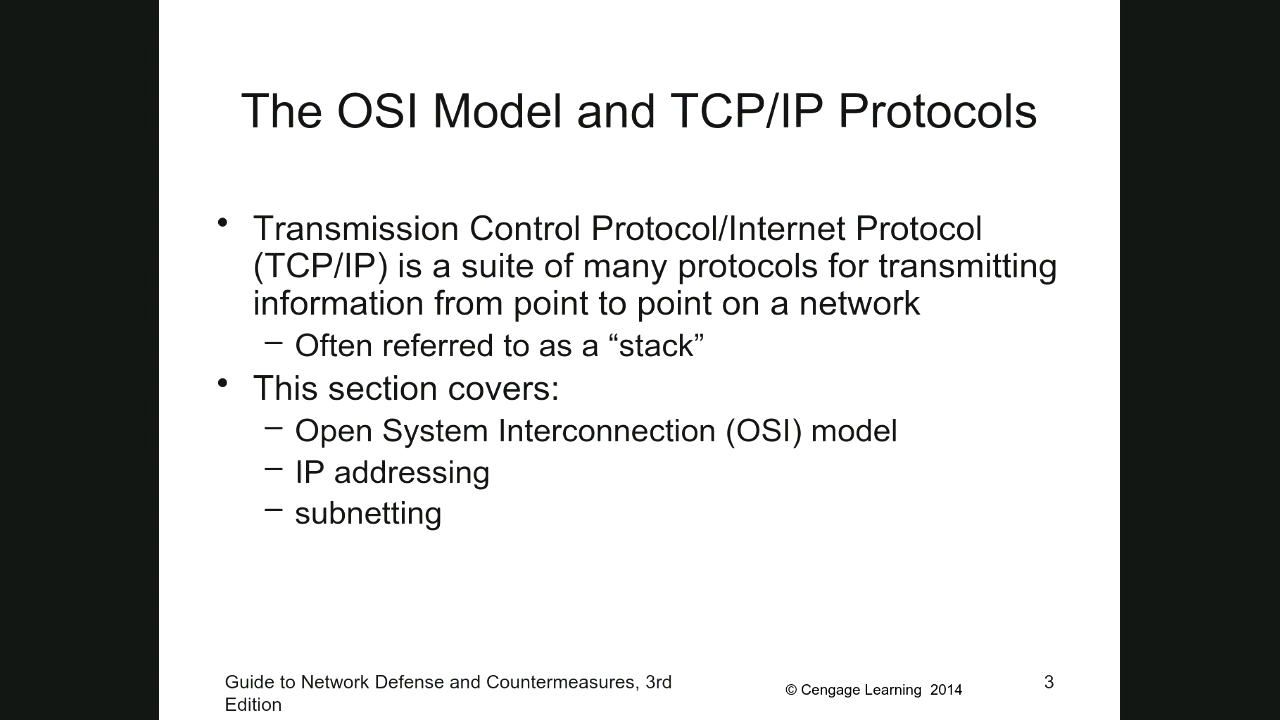 The OSI Model and TCP/IP Protocols
• Transmission Control Protocol/Internet Protocol
(TCP/IP) is a suite of many protocols for transmitting
information from point to point on a network
– Often referred to as a “stack”
• This section covers:
– Open System Interconnection (OSI) model
– IP addressing
– subnetting
Guide to Network Defense and Countermeasures, 3rd
Edition
© Cengage Learning 2014
3